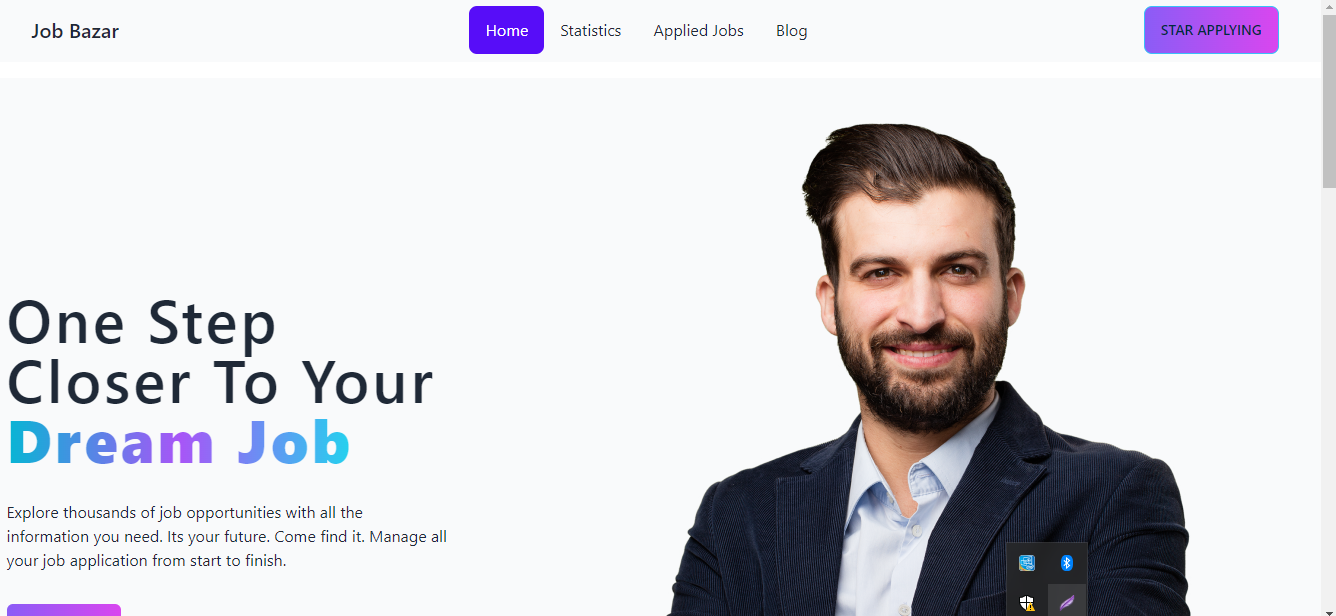 Job Bazar
Home
Statistics
Applied Jobs
Blog
STAR APPLYING
One Step
Closer To Your
Dream Job
Explore thousands of job opportunities with all the
information you need. Its your future. Come find it. Manage all
your job application from start to finish.